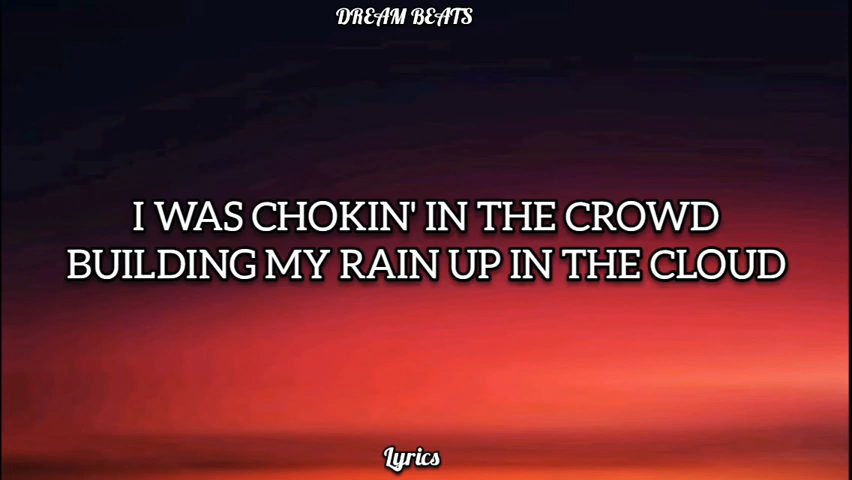 DREAM BEATS
I WAS CHOKIN' IN THE CROWD
BUILDING MY RAIN UP IN THE CLOUD
Lyrics